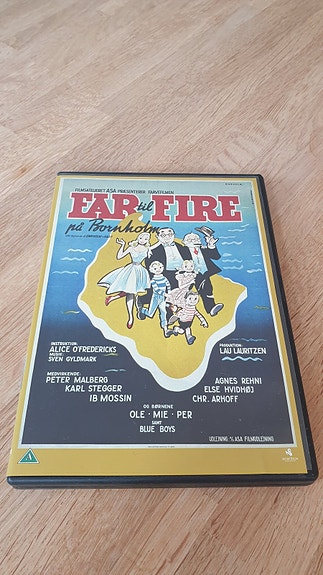 FILMSELSKABET ASA PRÆSENTERER FARVEFILMEN
FAR til FIRE
på Bornholm
INSTRUKTION:
ALICE O'FREDERICKS
MUSIK:
SVEN GYLDMARK
PRODUKTION:
LAU LAURITZEN
MEDVIRKENDE:
PETER MALBERG
KARL STEGGER
IB MOSSIN
AGNES REHNI
ELSE HVIDHØJ
CHR. ARHOFF
OG BØRNENE
OLE · MIE · PER
SAMT
BLUE BOYS
UDLEJNING: A/S ASA FILMUDLEJNING
A